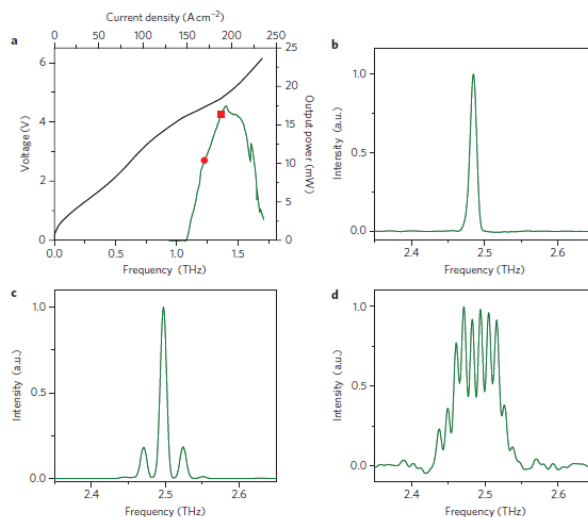 Current density (A cm⁻²)
a
0 50 100 150 200 250
6
4
2
0
Voltage (V)
25
20
15
10
5
0
Output power (mW)
0.0 0.5 1.0 1.5
Frequency (THz)
b
1.0
0.5
0.0
Intensity (a.u.)
2.4 2.5 2.6
Frequency (THz)
c
1.0
0.5
0.0
Intensity (a.u.)
2.4 2.5 2.6
Frequency (THz)
d
1.0
0.5
0.0
Intensity (a.u.)
2.4 2.5 2.6
Frequency (THz)